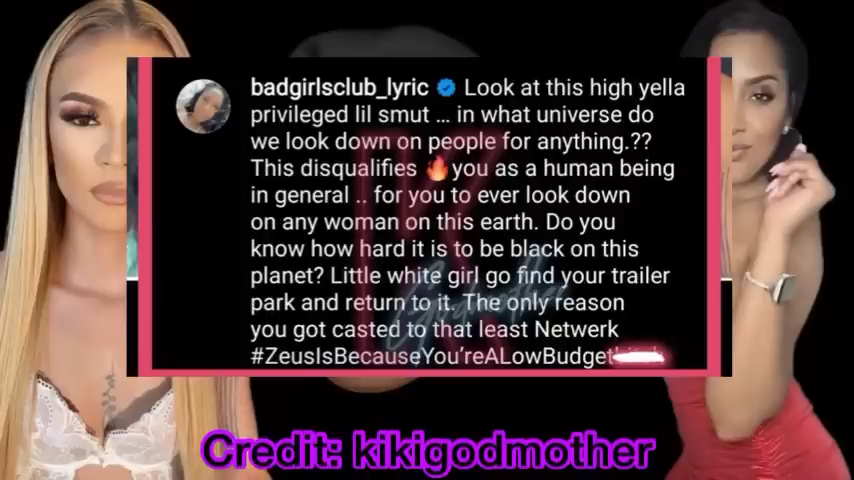 badgirlsclub_lyric Look at this high yella
privileged lil smut ... in what universe do
we look down on people for anything.??
This disqualifies 🔥 you as a human being
in general .. for you to ever look down
on any woman on this earth. Do you
know how hard it is to be black on this
planet? Little white girl go find your trailer
park and return to it. The only reason
you got casted to that least Netwerk
#ZeusIsBecauseYou'reALowBudget
Credit: kikigodmother